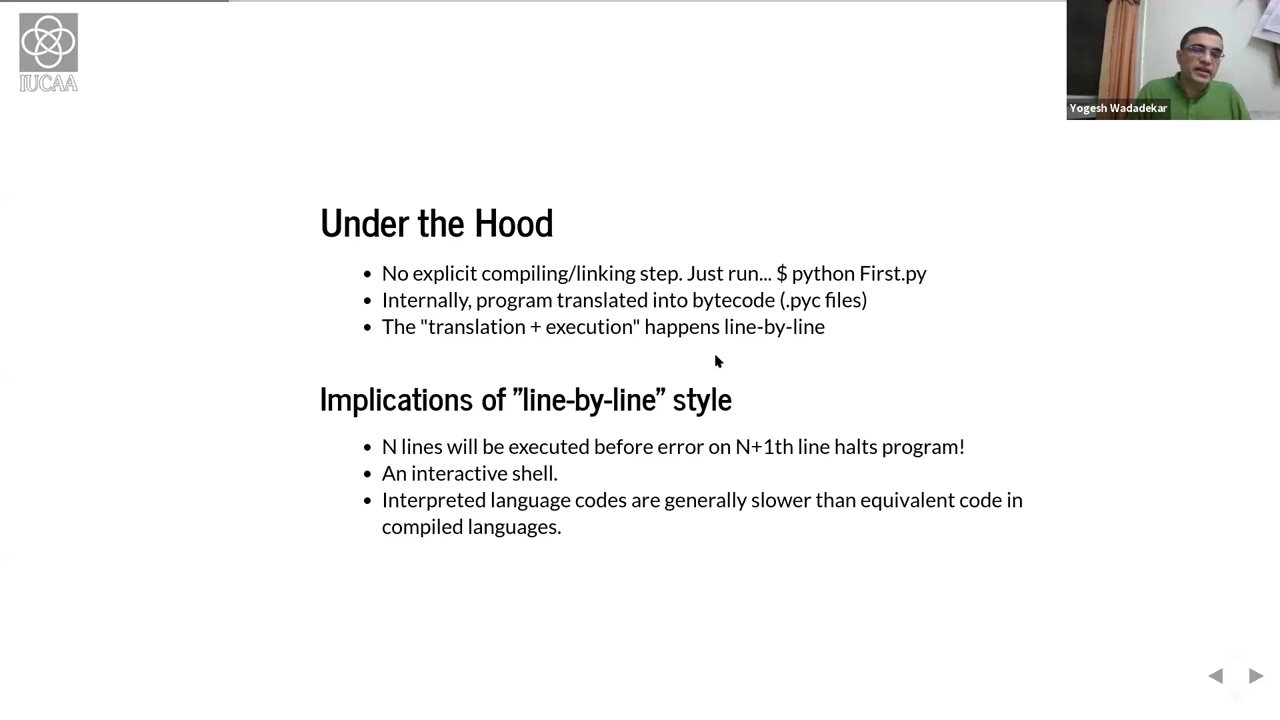 IUCAA
Yogesh Wadadekar
Under the Hood
• No explicit compiling/linking step. Just run... $ python First.py
• Internally, program translated into bytecode (.pyc files)
• The "translation + execution" happens line-by-line
Implications of ”line-by-line” style
• N lines will be executed before error on N+1th line halts program!
• An interactive shell.
• Interpreted language codes are generally slower than equivalent code in
compiled languages.